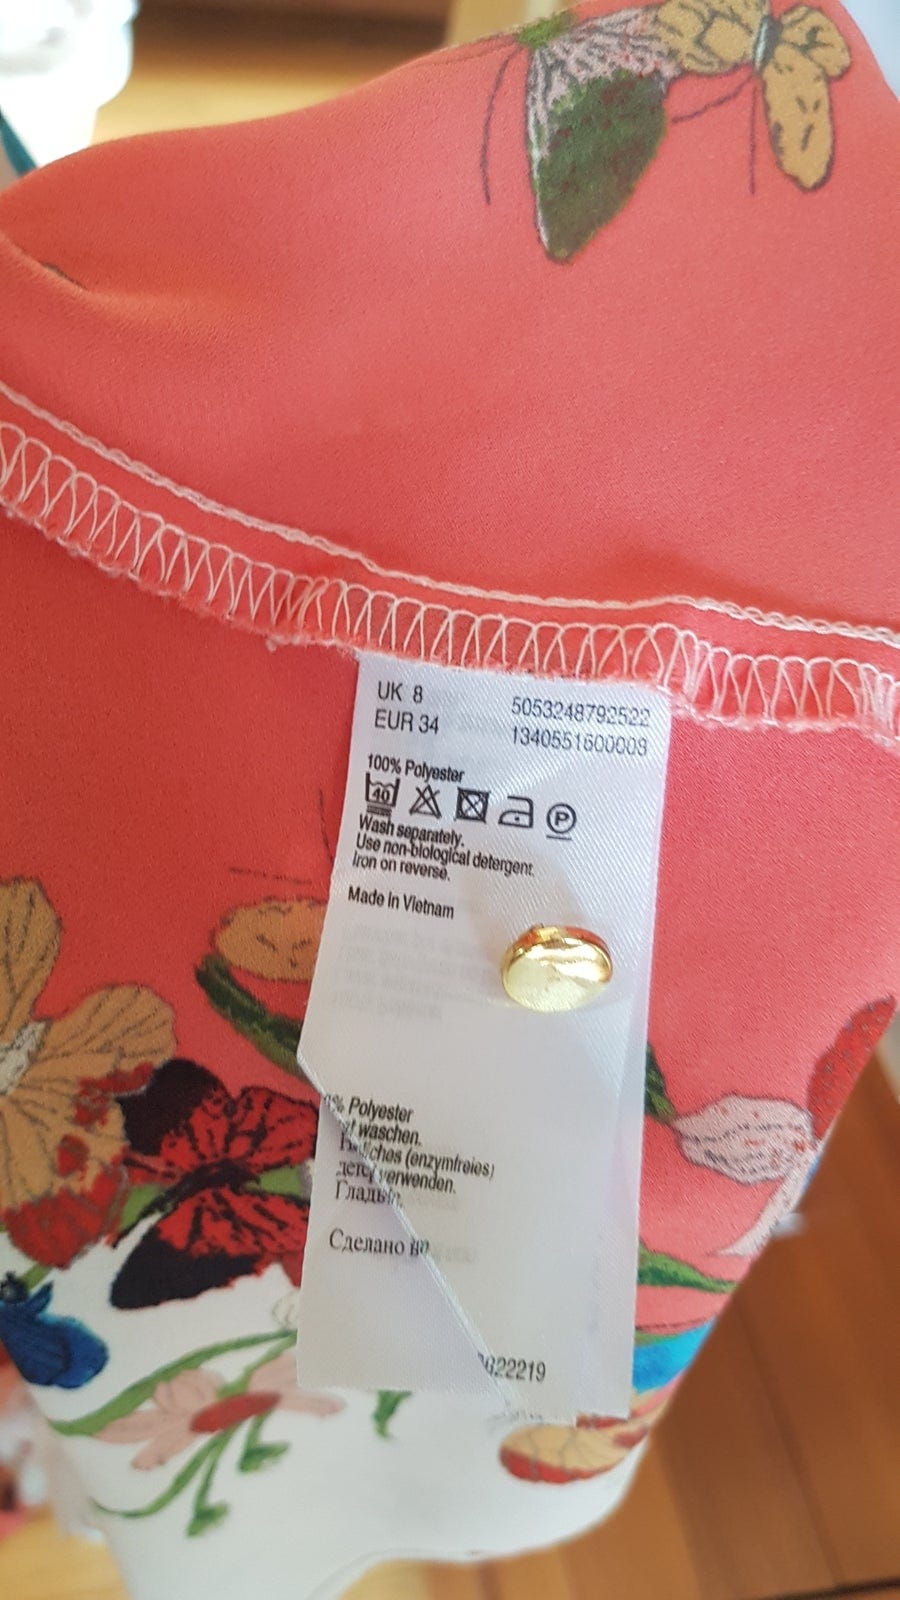 UK 8 5053248792522
EUR 34 1340551600008
100% Polyester
40 P
Wash separately.
Use non-biological detergent.
Iron on reverse.
Made in Vietnam
% Polyester
waschen.
(enzymfreies)
verwenden.
Сделано
622219